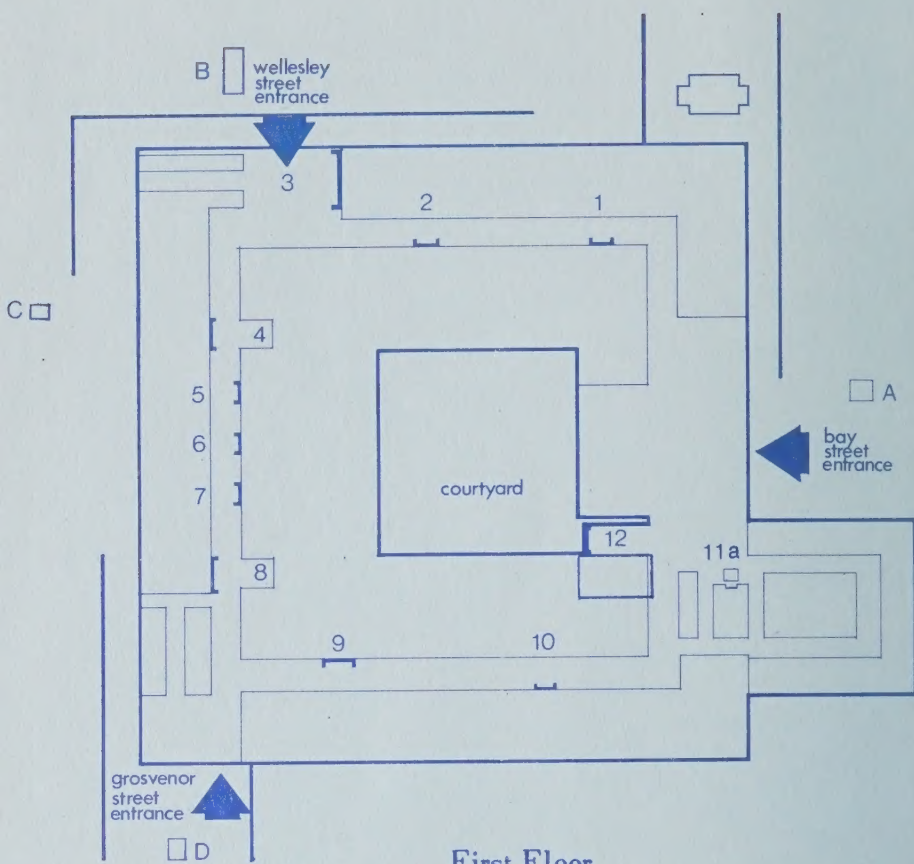 B
wellesley
street
entrance
3
2
1
C
4
5
A
6
bay
street
entrance
7
courtyard
12
11a
8
9
10
grosvenor
street
entrance
D
First Floor